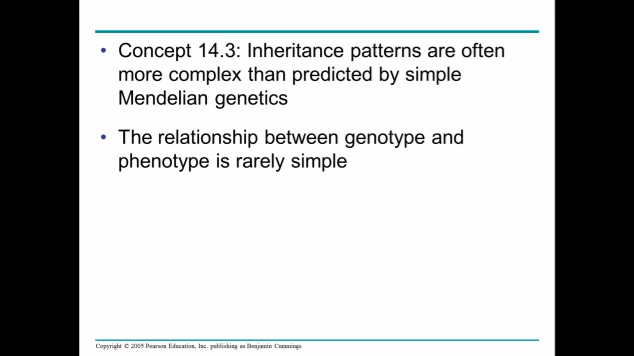 • Concept 14.3: Inheritance patterns are often
more complex than predicted by simple
Mendelian genetics
• The relationship between genotype and
phenotype is rarely simple
Copyright © 2005 Pearson Education, Inc. publishing as Benjamin Cummings